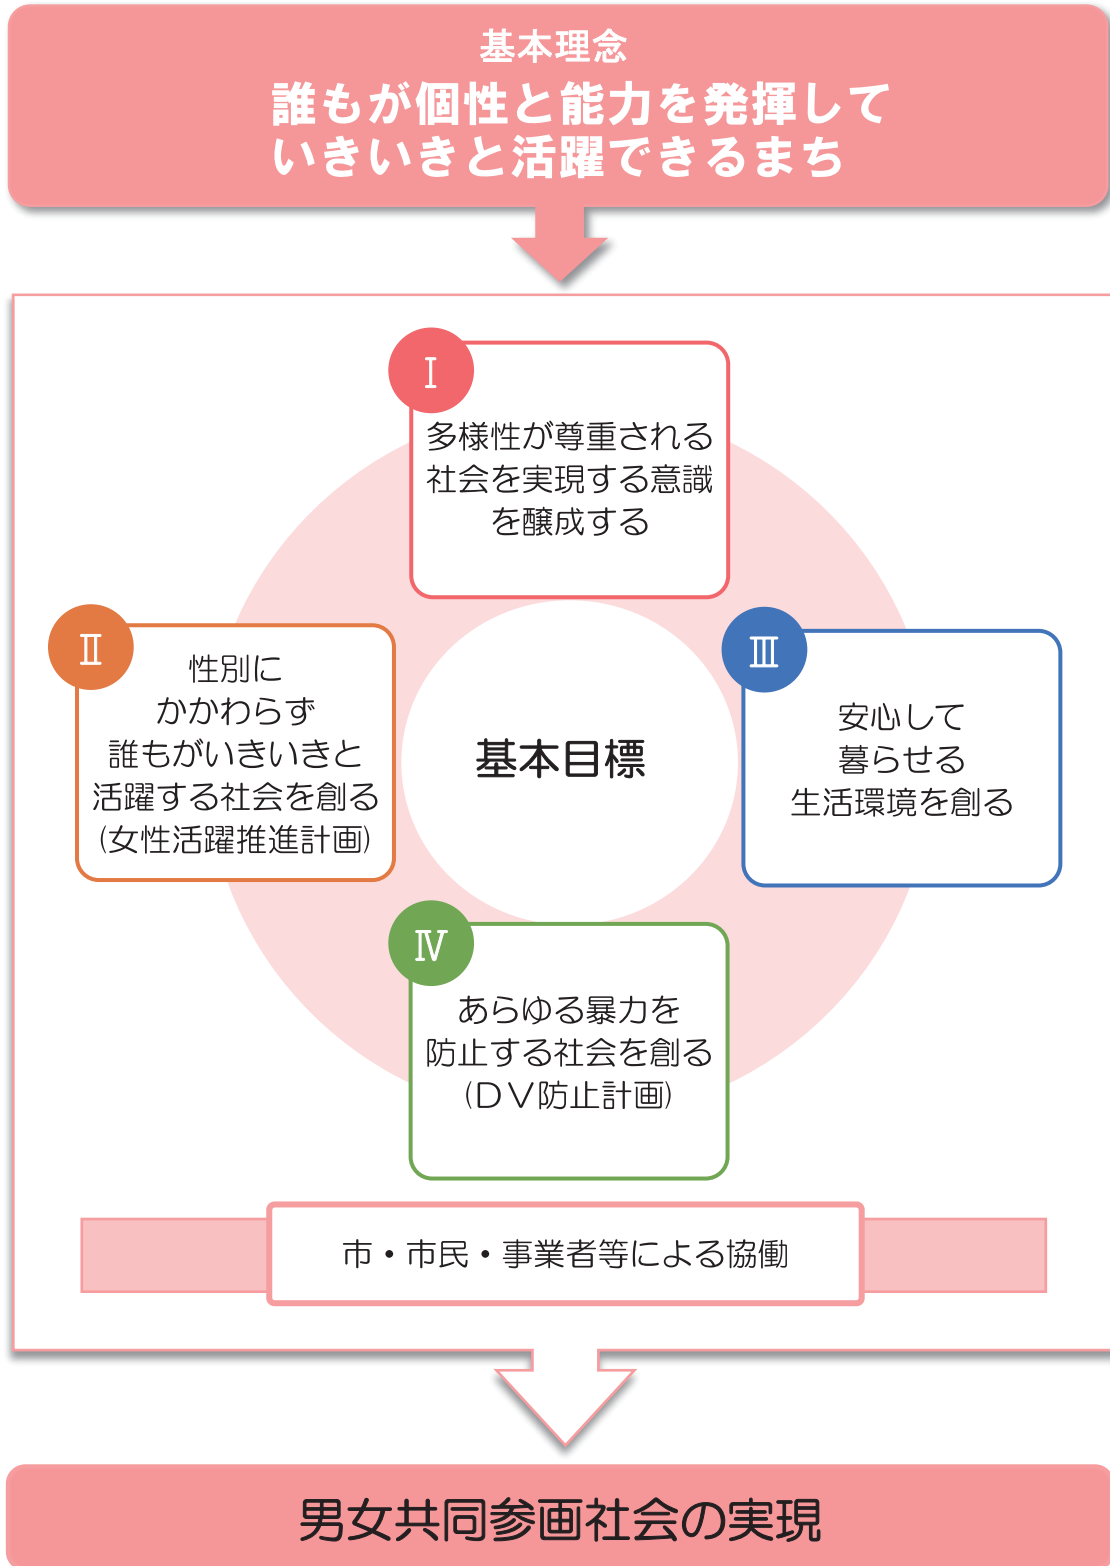 基本理念
誰もが個性と能力を発揮して
いきいきと活躍できるまち
Ⅰ
多様性が尊重される
社会を実現する意識
を醸成する
Ⅱ
性別に
かかわらず
誰もがいきいきと
活躍する社会を創る
(女性活躍推進計画)
基本目標
Ⅲ
安心して
暮らせる
生活環境を創る
Ⅳ
あらゆる暴力を
防止する社会を創る
(ＤＶ防止計画)
市・市民・事業者等による協働
男女共同参画社会の実現